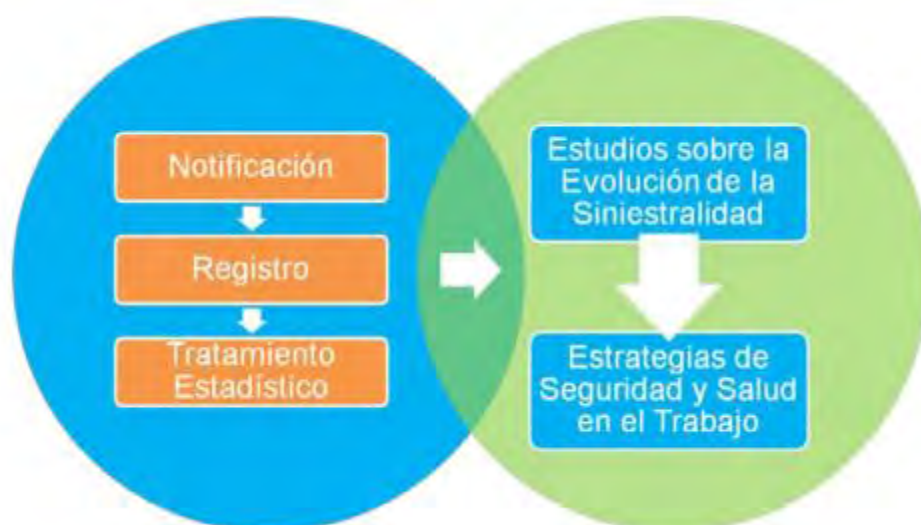 Notificación
Registro
Tratamiento
Estadístico
Estudios sobre la
Evolución de la
Siniestralidad
Estrategias de
Seguridad y Salud
en el Trabajo